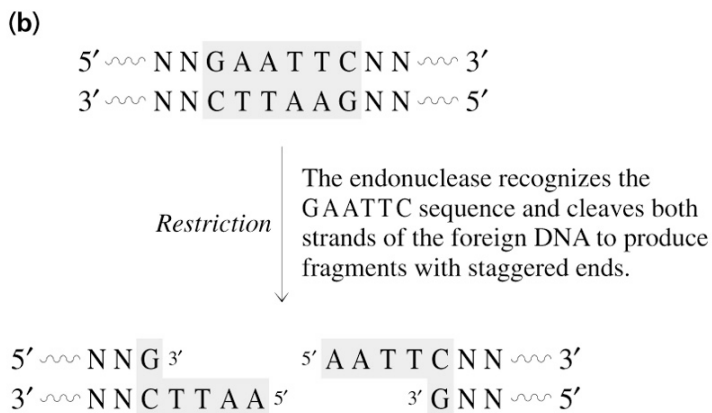 (b)
5′ NNGAATTCNN 3′
3′ NNCTTAAGNN 5′
Restriction
The endonuclease recognizes the
GAATTC sequence and cleaves both
strands of the foreign DNA to produce
fragments with staggered ends.
5′ NNG 3′ 5′ AATTCNN 3′
3′ NNCTTAA 5′ 3′ GNN 5′